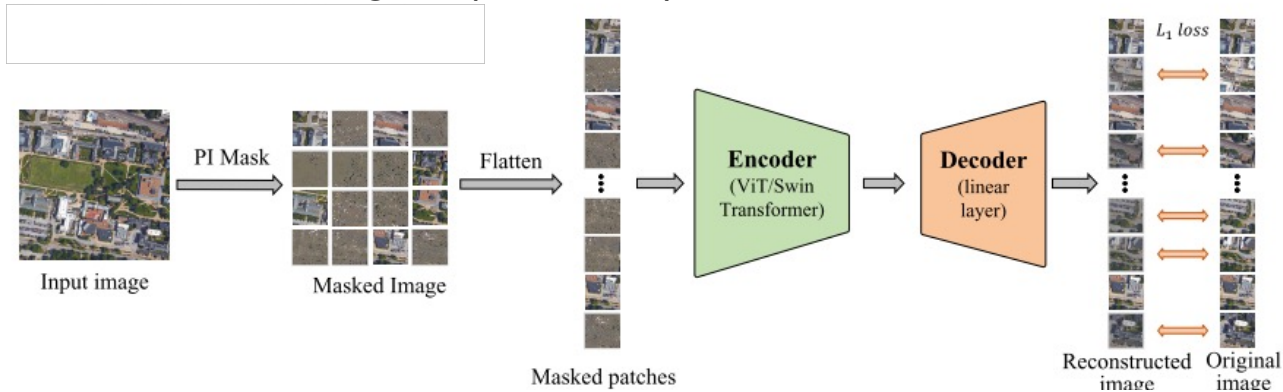 L₁ loss
PI Mask
Flatten
Encoder
(ViT/Swin
Transformer)
Decoder
(linear
layer)
Input image
Masked Image
Masked patches
Reconstructed
image
Original
image